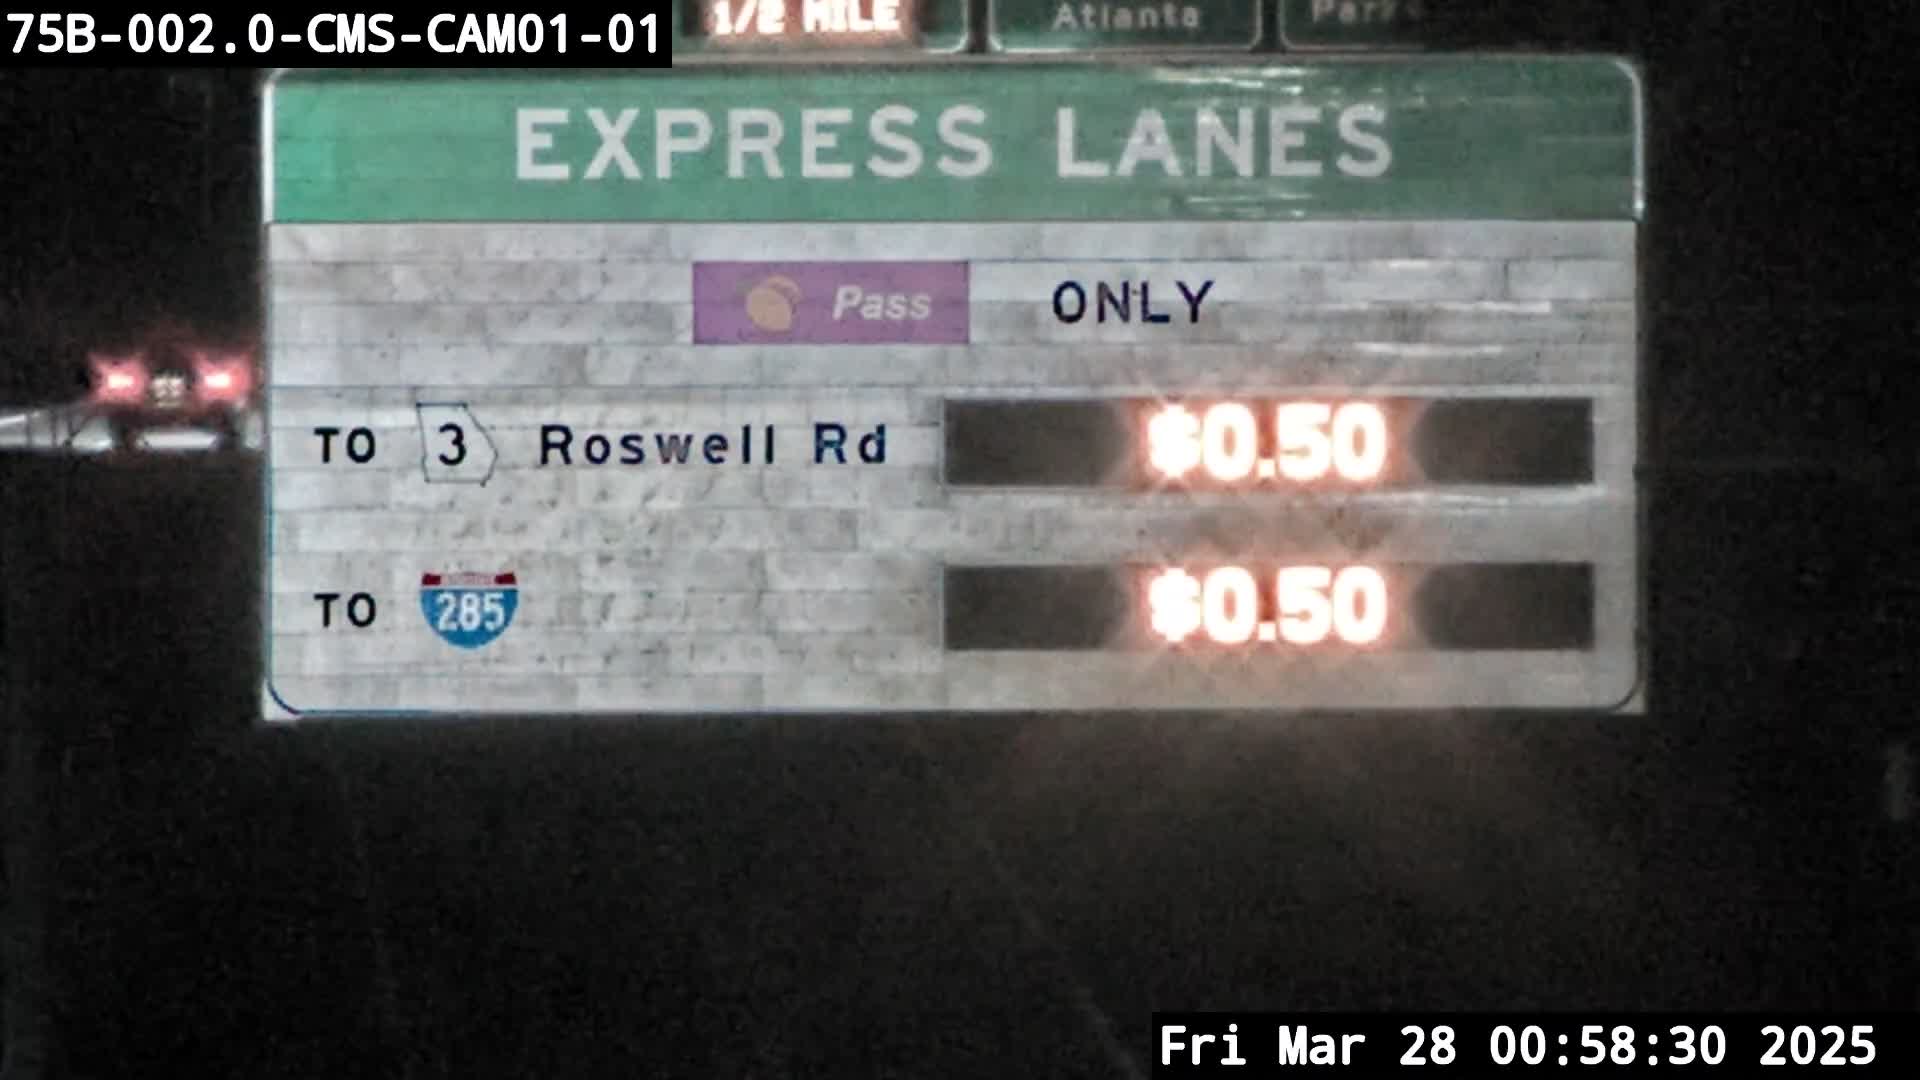 75B-002.0-CMS-CAM01-01
1/2 MILE
Atlanta
EXPRESS LANES
Pass ONLY
TO 3 Roswell Rd $0.50
TO 285 $0.50
Fri Mar 28 00:58:30 2025